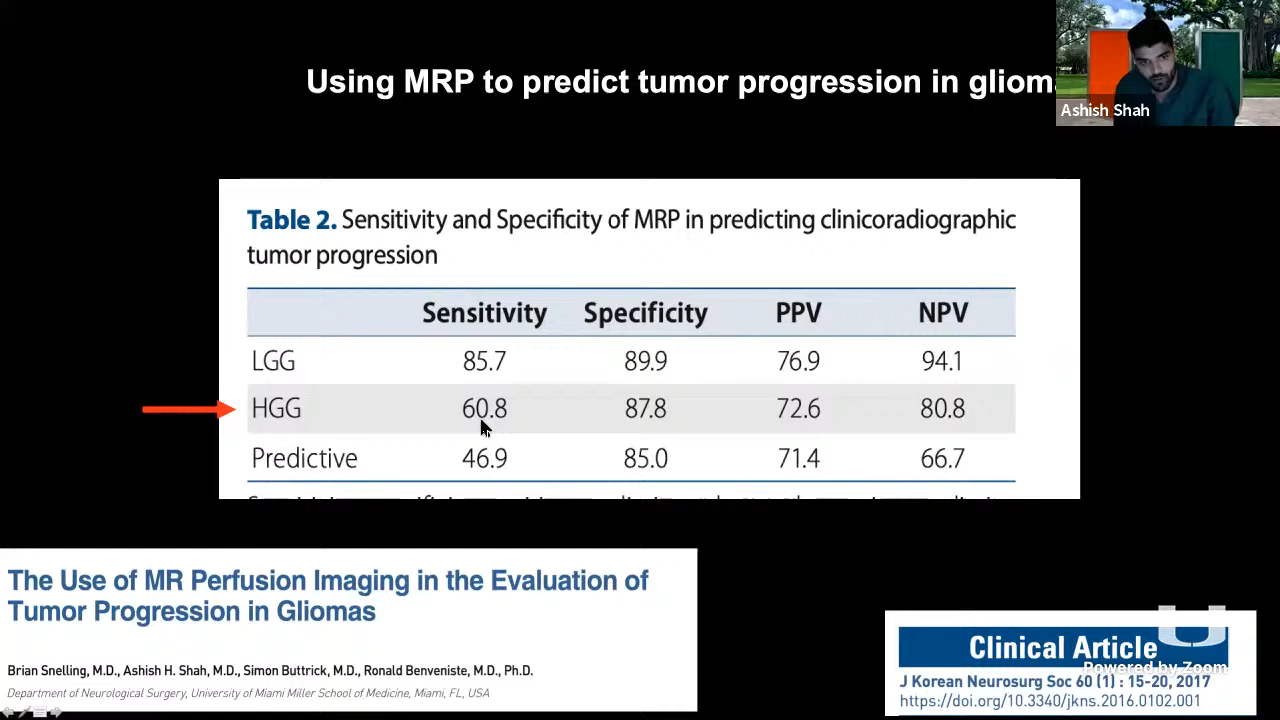 Using MRP to predict tumor progression in gliom
Ashish Shah
Table 2. Sensitivity and Specificity of MRP in predicting clinicoradiographic
tumor progression
Sensitivity Specificity PPV NPV
LGG 85.7 89.9 76.9 94.1
HGG 60.8 87.8 72.6 80.8
Predictive 46.9 85.0 71.4 66.7
The Use of MR Perfusion Imaging in the Evaluation of
Tumor Progression in Gliomas
Brian Snelling, M.D., Ashish H. Shah, M.D., Simon Buttrick, M.D., Ronald Benveniste, M.D., Ph.D.
Department of Neurological Surgery, University of Miami Miller School of Medicine, Miami, FL, USA
Clinical Article
Powered by Zoom
J Korean Neurosurg Soc 60 (1) : 15-20, 2017
https://doi.org/10.3340/jkns.2016.0102.001